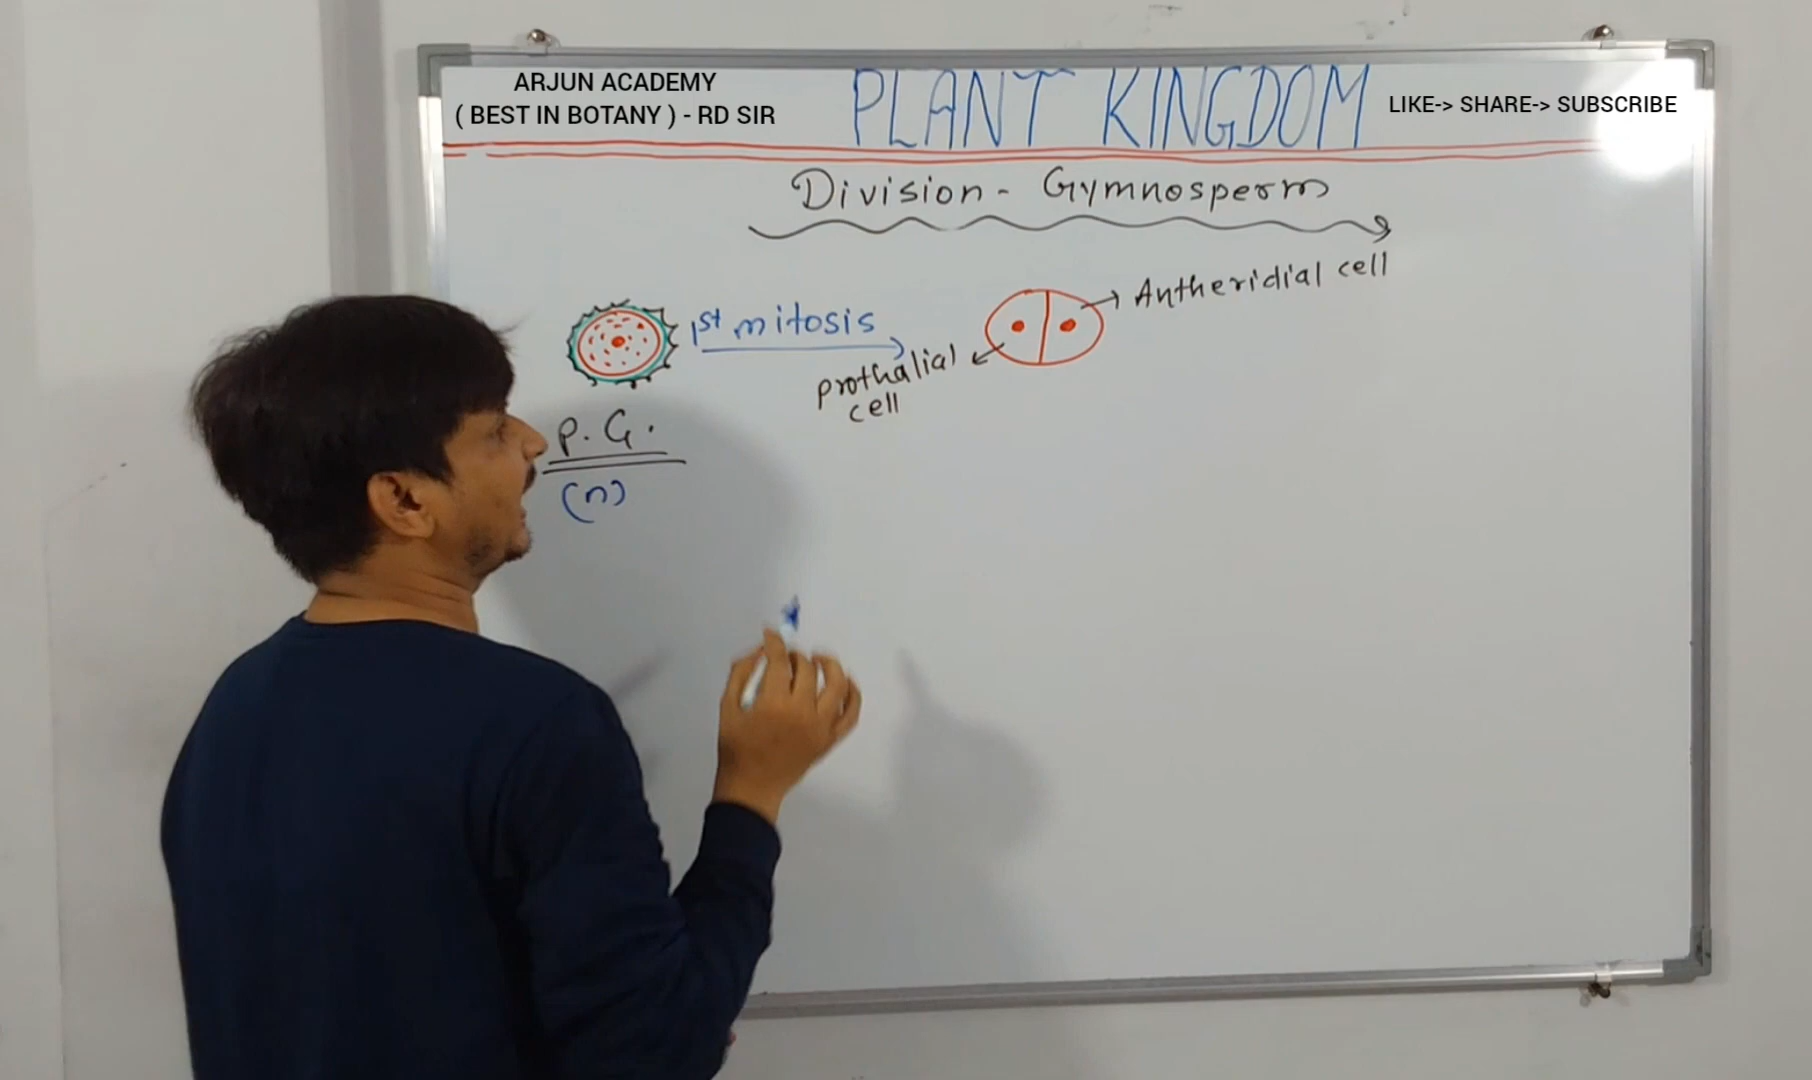 ARJUN ACADEMY
( BEST IN BOTANY ) - RD SIR
PLANT KINGDOM
LIKE-> SHARE-> SUBSCRIBE
Division - Gymnosperm
1st mitosis
Antheridial cell
prothalial
cell
P.G.
(n)